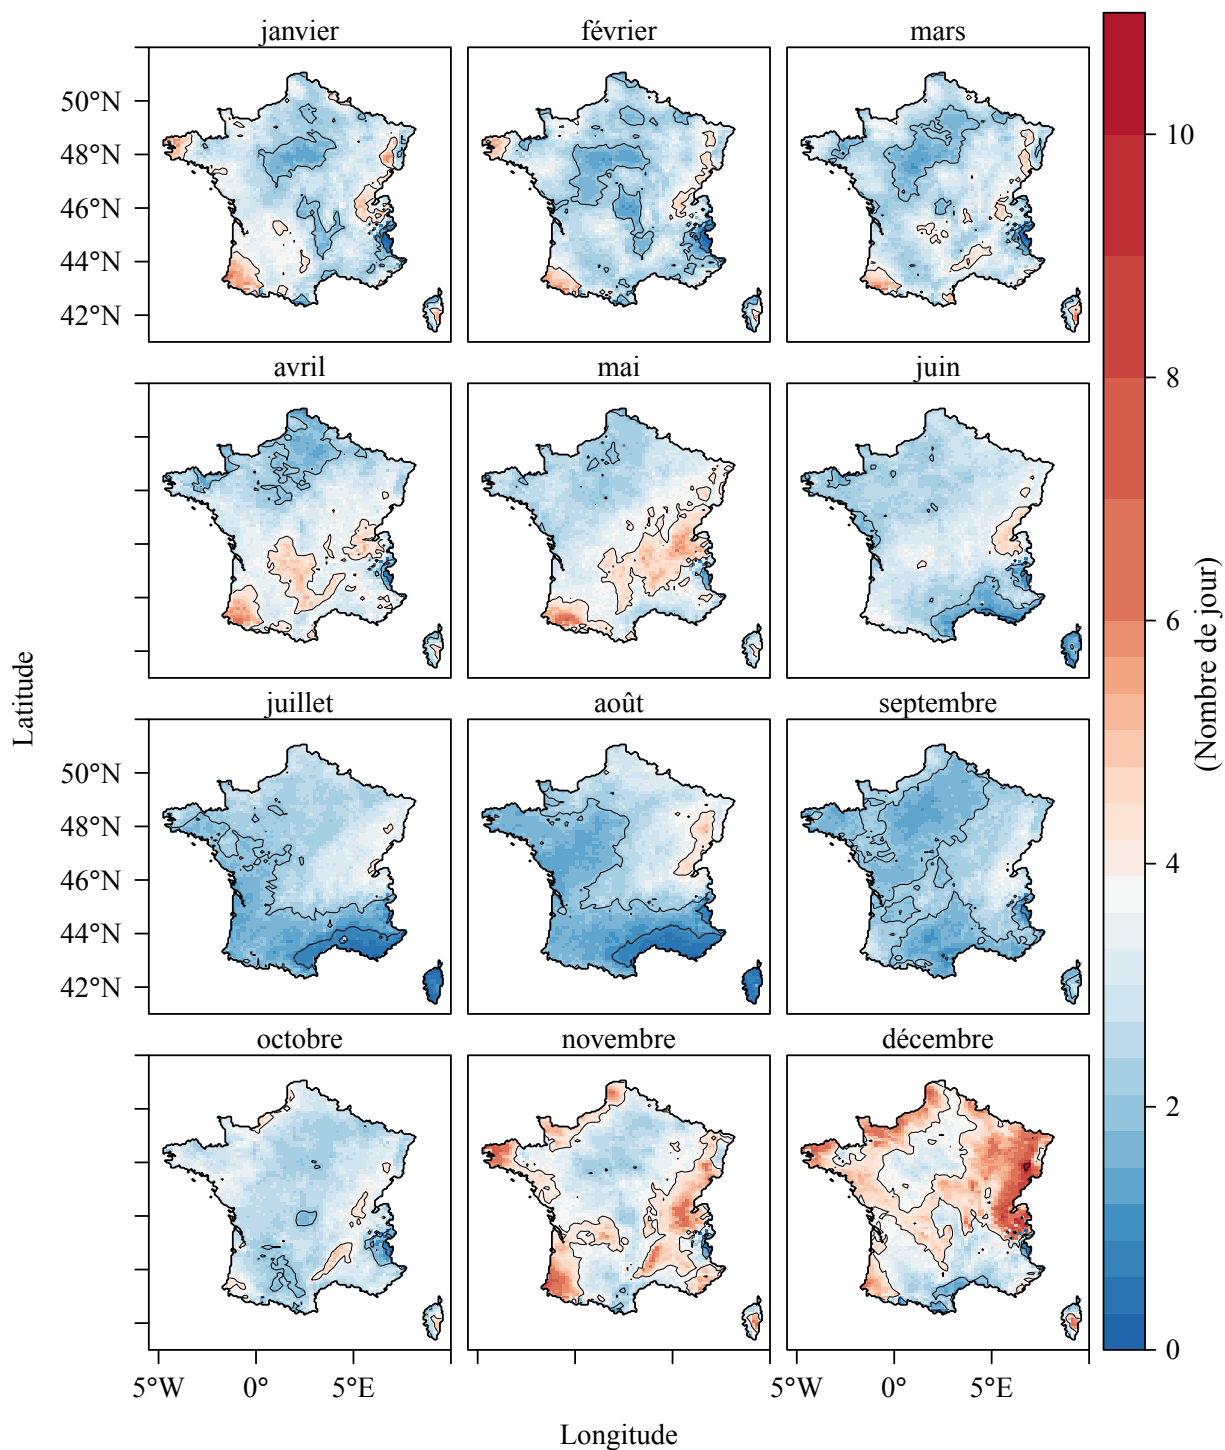 janvier février mars
50°N
48°N
46°N
44°N
42°N
avril mai juin
juillet août septembre
50°N
48°N
46°N
44°N
42°N
octobre novembre décembre
5°W 0° 5°E 5°W 0° 5°E
Longitude
Latitude
10
8
6
4
2
0
(Nombre de jour)